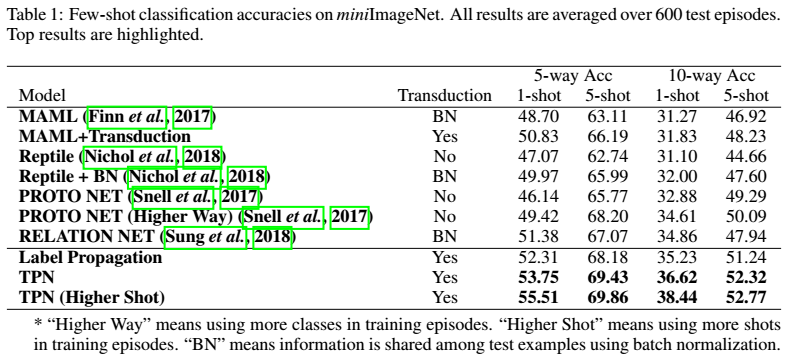 Table 1: Few-shot classification accuracies on miniImageNet. All results are averaged over 600 test episodes.
Top results are highlighted.
5-way Acc 10-way Acc
Model Transduction 1-shot 5-shot 1-shot 5-shot
MAML (Finn et al., 2017) BN 48.70 63.11 31.27 46.92
MAML+Transduction Yes 50.83 66.19 31.83 48.23
Reptile (Nichol et al., 2018) No 47.07 62.74 31.10 44.66
Reptile + BN (Nichol et al., 2018) BN 49.97 65.99 32.00 47.60
PROTO NET (Snell et al., 2017) No 46.14 65.77 32.88 49.29
PROTO NET (Higher Way) (Snell et al., 2017) No 49.42 68.20 34.61 50.09
RELATION NET (Sung et al., 2018) BN 51.38 67.07 34.86 47.94
Label Propagation Yes 52.31 68.18 35.23 51.24
TPN Yes 53.75 69.43 36.62 52.32
TPN (Higher Shot) Yes 55.51 69.86 38.44 52.77
* “Higher Way” means using more classes in training episodes. “Higher Shot” means using more shots
in training episodes. “BN” means information is shared among test examples using batch normalization.